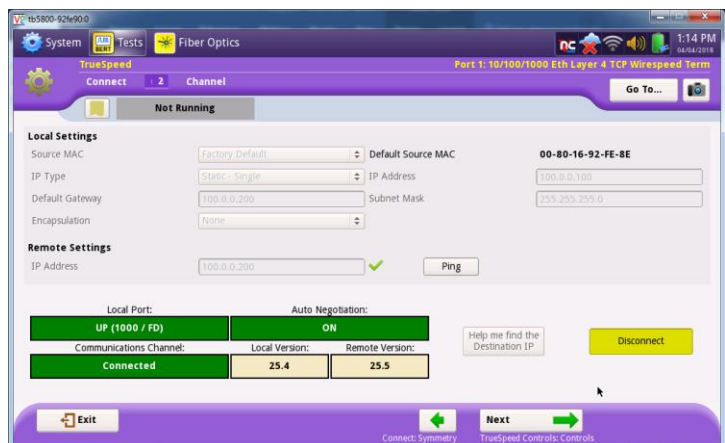 tb5800-92fe90:0
System Tests Fiber Optics 1:14 PM
04/04/2018
TrueSpeed Port 1: 10/100/1000 Eth Layer 4 TCP Wirespeed Term
Connect 2 Channel Go To...
Not Running
Local Settings
Source MAC Factory Default Default Source MAC 00-80-16-92-FE-8E
IP Type Static - Single IP Address 100.0.0.100
Default Gateway 100.0.0.200 Subnet Mask 255.255.255.0
Encapsulation None
Remote Settings
IP Address 100.0.0.200 Ping
Local Port: Auto Negotiation:
UP (1000 / FD) ON
Communications Channel: Local Version: Remote Version:
Connected 25.4 25.5
Help me find the
Destination IP
Disconnect
Exit Next
Connect: Symmetry TrueSpeed Controls: Controls